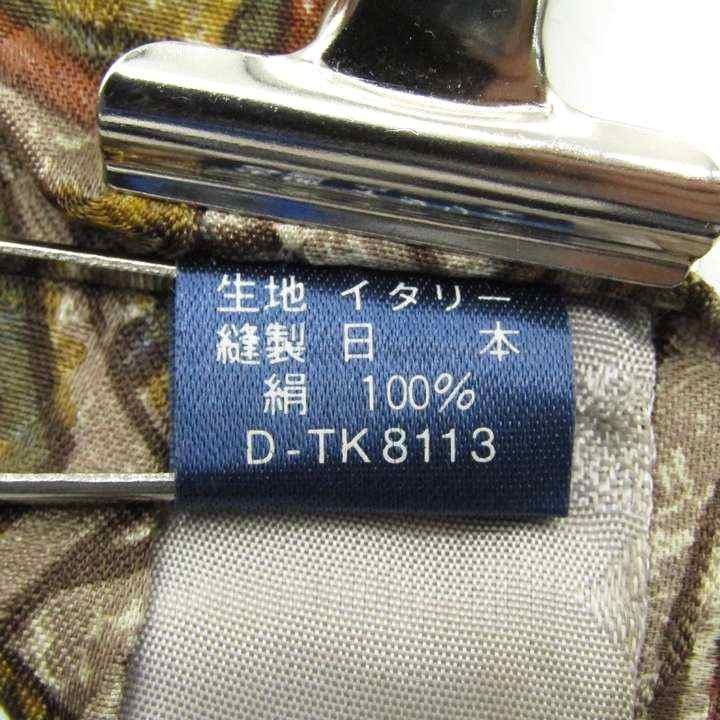 生地 イタリー
縫製 日 本
絹 100%
D-TK8113